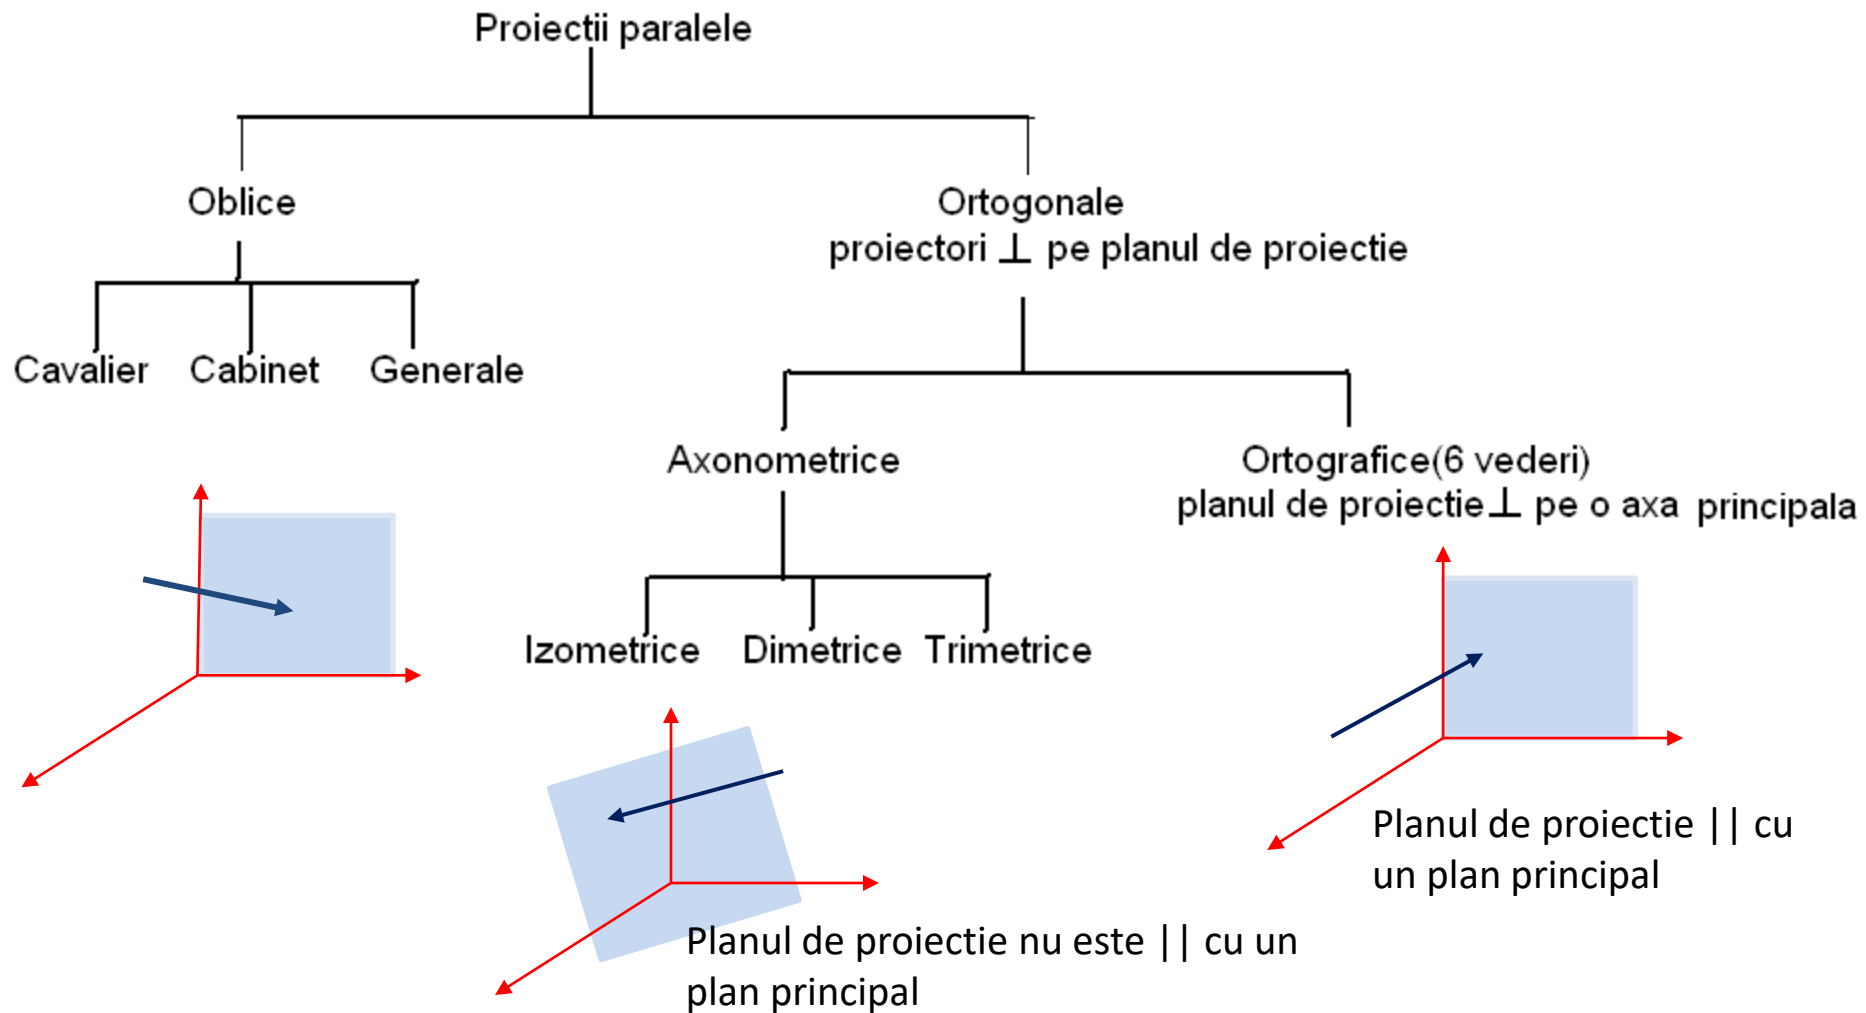 Proiectii paralele
Oblice
Ortogonale
proiectori ⊥ pe planul de proiectie
Cavalier Cabinet Generale
Axonometrice
Ortografice(6 vederi)
planul de proiectie ⊥ pe o axa principala
Izometrice Dimetrice Trimetrice
Planul de proiectie || cu
un plan principal
Planul de proiectie nu este || cu un
plan principal